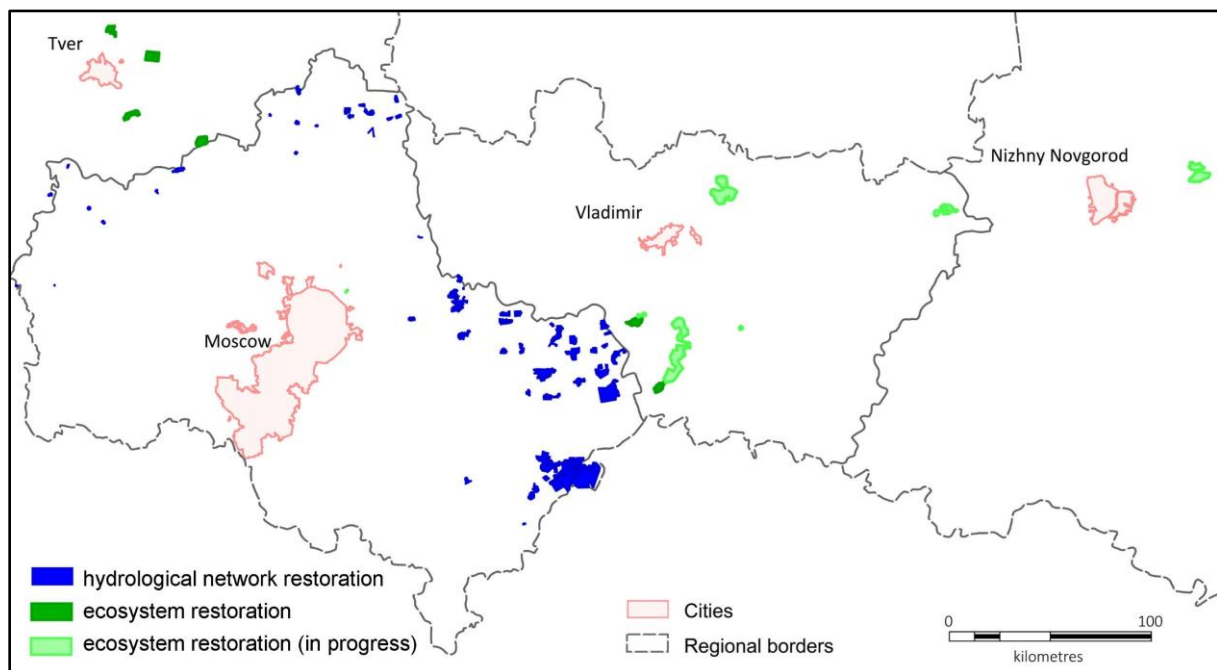 Tver
Nizhny Novgorod
Vladimir
Moscow
hydrological network restoration
ecosystem restoration
ecosystem restoration (in progress)
Cities
Regional borders
0 100
kilometres